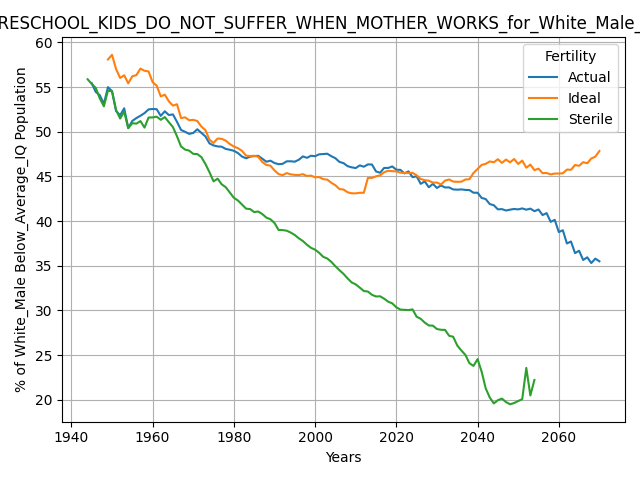 RESCHOOL_KIDS_DO_NOT_SUFFER_WHEN_MOTHER_WORKS_for_White_Male_
% of White_Male Below_Average_IQ Population
60
55
50
45
40
35
30
25
20
1940 1960 1980 2000 2020 2040 2060
Years
Fertility
Actual
Ideal
Sterile